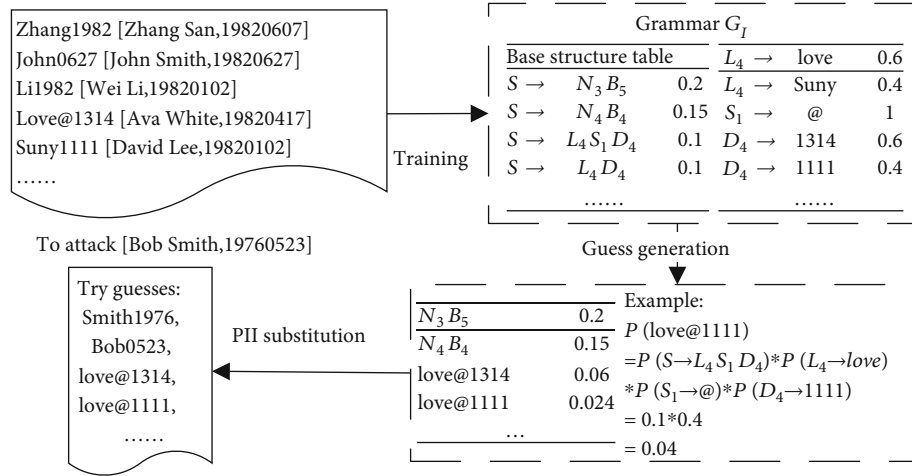 Zhang1982 [Zhang San,19820607]
John0627 [John Smith,19820627]
Li1982 [Wei Li,19820102]
Love@1314 [Ava White,19820417]
Suny1111 [David Lee,19820102]
......
Training
Grammar G_I
Base structure table
S → N_3 B_5 0.2
S → N_4 B_4 0.15
S → L_4 S_1 D_4 0.1
S → L_4 D_4 0.1
......
L_4 → love 0.6
L_4 → Suny 0.4
S_1 → @ 1
D_4 → 1314 0.6
D_4 → 1111 0.4
......
Guess generation
To attack [Bob Smith,19760523]
Try guesses:
Smith1976,
Bob0523,
love@1314,
love@1111,
......
PII substitution
N_3 B_5 0.2
N_4 B_4 0.15
love@1314 0.06
love@1111 0.024
...
Example:
P (love@1111)
=P (S→L_4 S_1 D_4)*P (L_4→love)
*P (S_1→@)*P (D_4→1111)
= 0.1*0.4
= 0.04